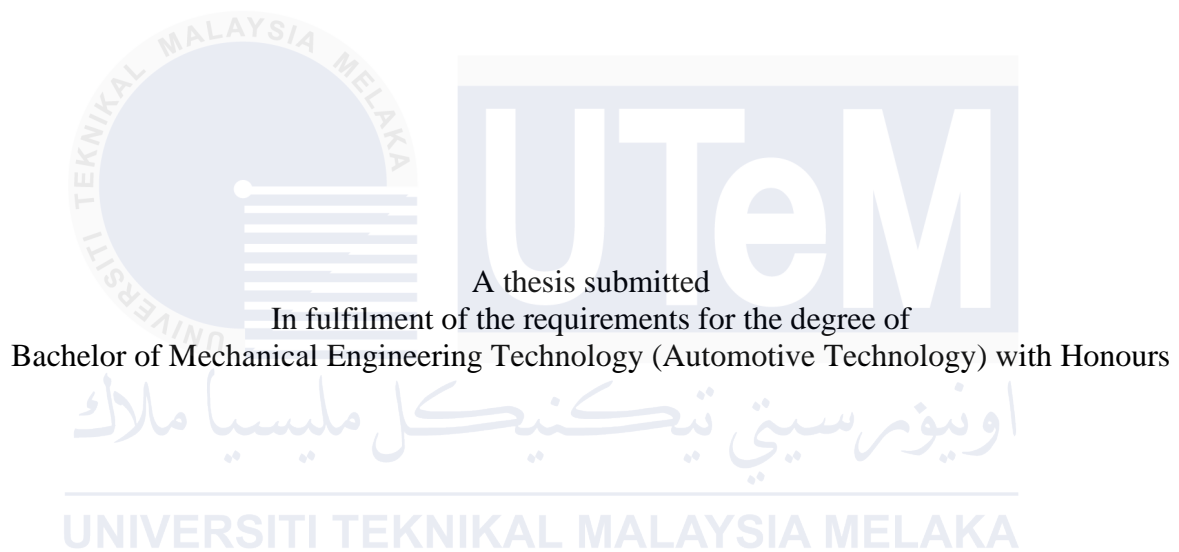 UNIVERSITI TEKNIKAL MALAYSIA MELAKA
UTeM
A thesis submitted
In fulfilment of the requirements for the degree of
Bachelor of Mechanical Engineering Technology (Automotive Technology) with Honours
اونيۏرسيتي تيکنيکل مليسيا ملاك
UNIVERSITI TEKNIKAL MALAYSIA MELAKA